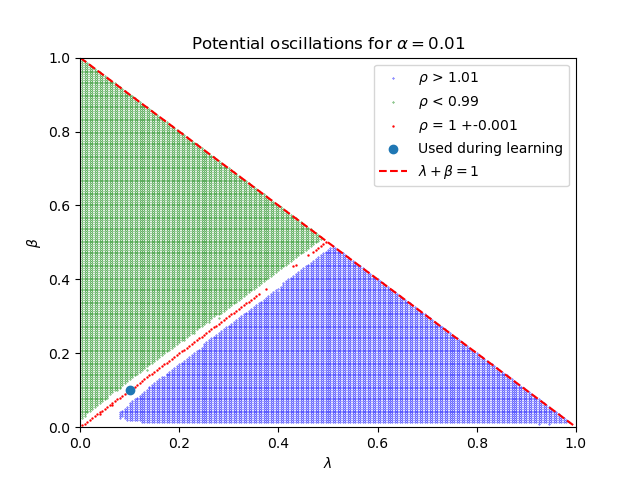 Potential oscillations for α = 0.01
ρ > 1.01
ρ < 0.99
ρ = 1 +-0.001
Used during learning
λ + β = 1
1.0
0.8
0.6
0.4
0.2
0.0
β
0.0 0.2 0.4 0.6 0.8 1.0
λ